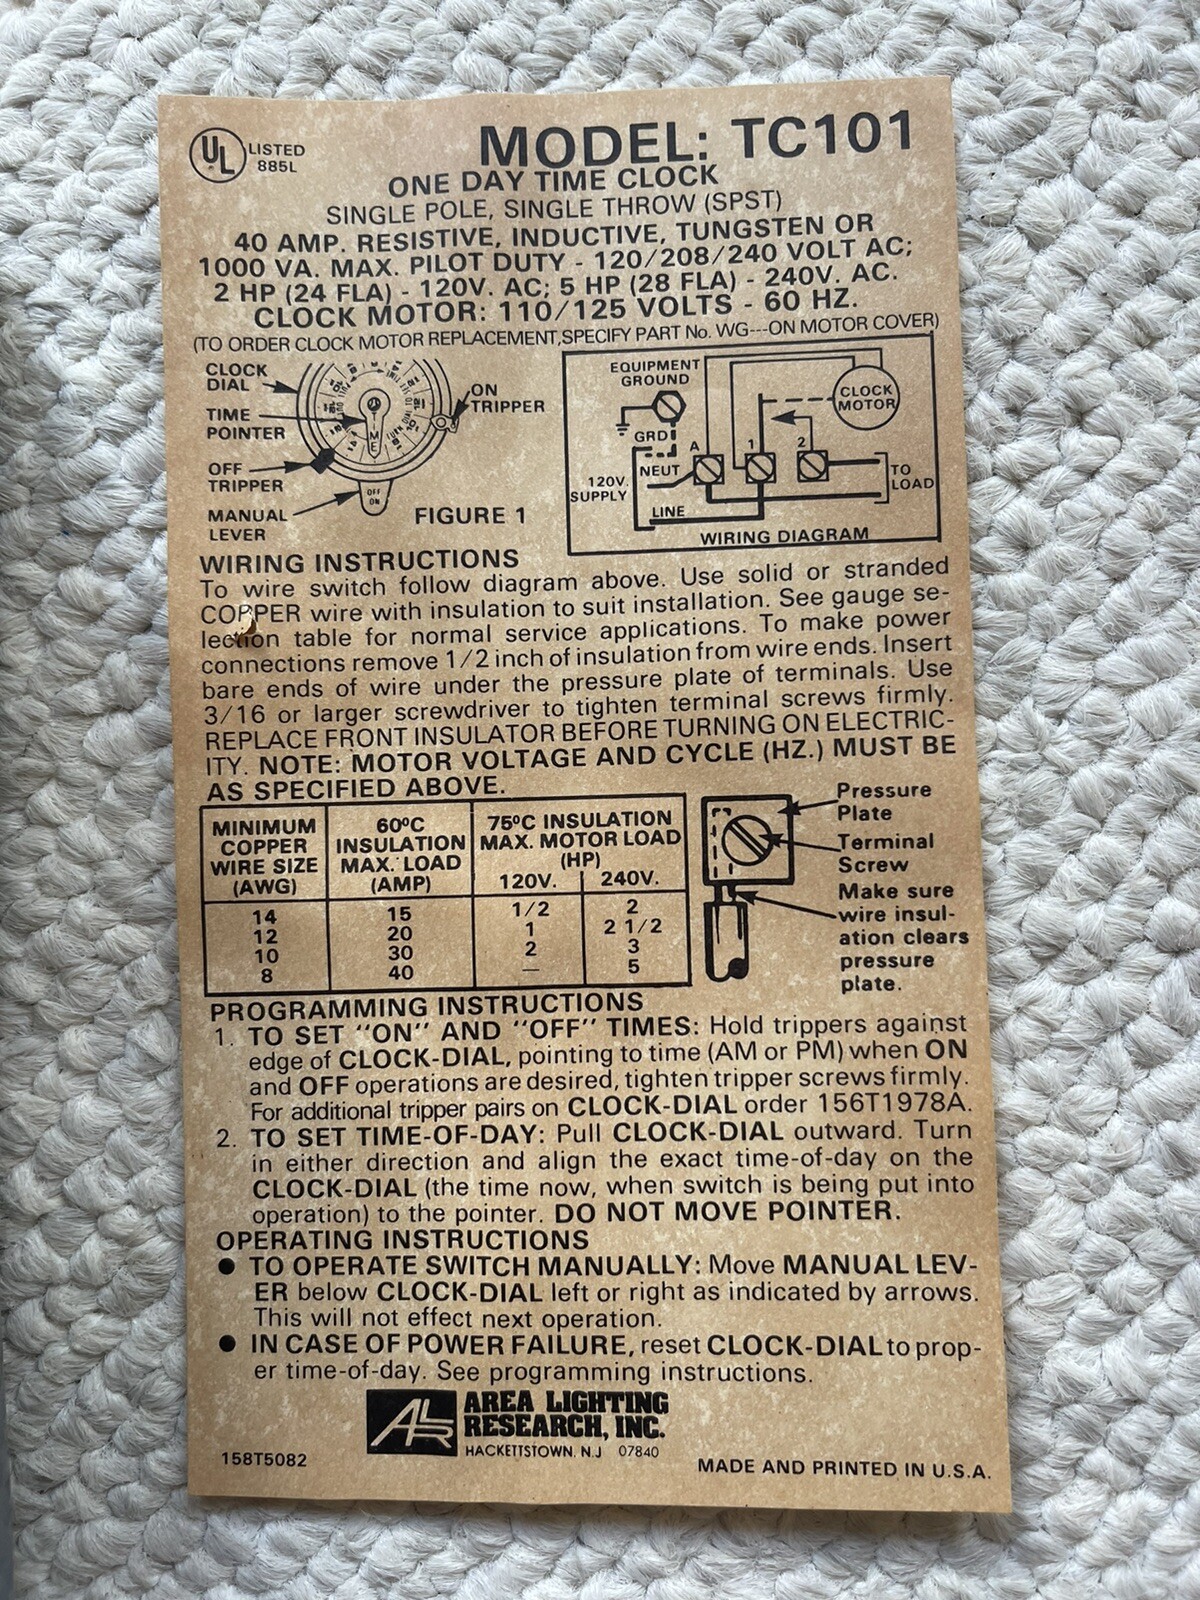 UL LISTED
885L
MODEL: TC101
ONE DAY TIME CLOCK
SINGLE POLE, SINGLE THROW (SPST)
40 AMP. RESISTIVE, INDUCTIVE, TUNGSTEN OR
1000 VA. MAX. PILOT DUTY - 120/208/240 VOLT AC;
2 HP (24 FLA) - 120V. AC; 5 HP (28 FLA) - 240V. AC.
CLOCK MOTOR: 110/125 VOLTS - 60 HZ.
(TO ORDER CLOCK MOTOR REPLACEMENT, SPECIFY PART No. WG---ON MOTOR COVER)
CLOCK
DIAL
TIME
POINTER
OFF
TRIPPER
MANUAL
LEVER
ON
TRIPPER
TIME
OFF
ON
FIGURE 1
EQUIPMENT
GROUND
GRD
NEUT
120V.
SUPPLY
LINE
A
1
2
CLOCK
MOTOR
TO
LOAD
WIRING DIAGRAM
WIRING INSTRUCTIONS
To wire switch follow diagram above. Use solid or stranded
COPPER wire with insulation to suit installation. See gauge se-
lection table for normal service applications. To make power
connections remove 1/2 inch of insulation from wire ends. Insert
bare ends of wire under the pressure plate of terminals. Use
3/16 or larger screwdriver to tighten terminal screws firmly.
REPLACE FRONT INSULATOR BEFORE TURNING ON ELECTRIC-
ITY. NOTE: MOTOR VOLTAGE AND CYCLE (HZ.) MUST BE
AS SPECIFIED ABOVE.
MINIMUM
COPPER
WIRE SIZE
(AWG)
60°C
INSULATION
MAX. LOAD
(AMP)
75°C INSULATION
MAX. MOTOR LOAD
(HP)
120V. 240V.
14 15 1/2 2
12 20 1 2 1/2
10 30 2 3
8 40 — 5
Pressure
Plate
Terminal
Screw
Make sure
wire insul-
ation clears
pressure
plate.
PROGRAMMING INSTRUCTIONS
1. TO SET "ON" AND "OFF" TIMES: Hold trippers against
edge of CLOCK-DIAL, pointing to time (AM or PM) when ON
and OFF operations are desired, tighten tripper screws firmly.
For additional tripper pairs on CLOCK-DIAL order 156T1978A.
2. TO SET TIME-OF-DAY: Pull CLOCK-DIAL outward. Turn
in either direction and align the exact time-of-day on the
CLOCK-DIAL (the time now, when switch is being put into
operation) to the pointer. DO NOT MOVE POINTER.
OPERATING INSTRUCTIONS
● TO OPERATE SWITCH MANUALLY: Move MANUAL LEV-
ER below CLOCK-DIAL left or right as indicated by arrows.
This will not effect next operation.
● IN CASE OF POWER FAILURE, reset CLOCK-DIAL to prop-
er time-of-day. See programming instructions.
ALR AREA LIGHTING
RESEARCH, INC.
HACKETTSTOWN, N.J 07840
158T5082
MADE AND PRINTED IN U.S.A.